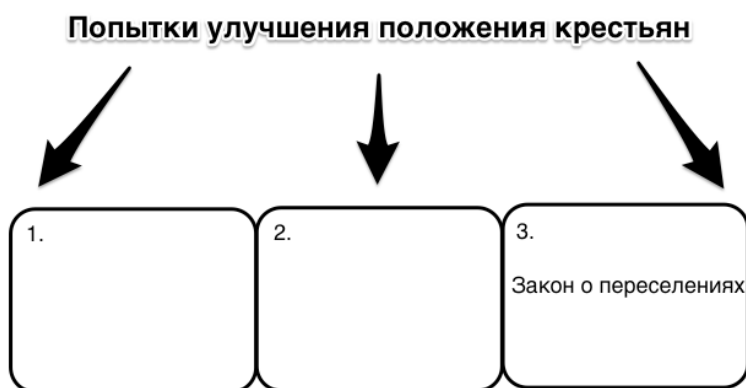 Попытки улучшения положения крестьян
1.
2.
3.
Закон о переселениях